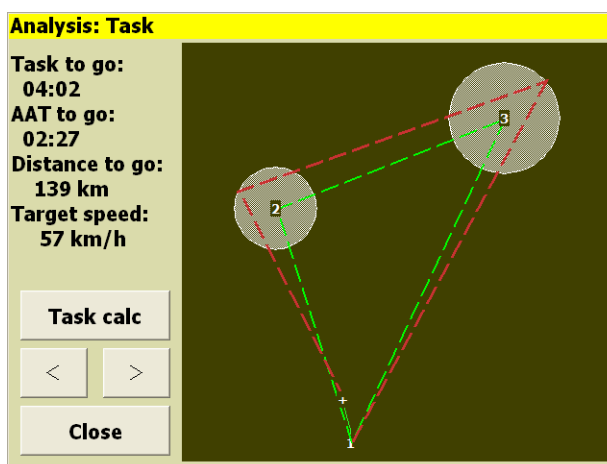 Analysis: Task
Task to go:
04:02
AAT to go:
02:27
Distance to go:
139 km
Target speed:
57 km/h
Task calc
< >
Close
3
2
+
1